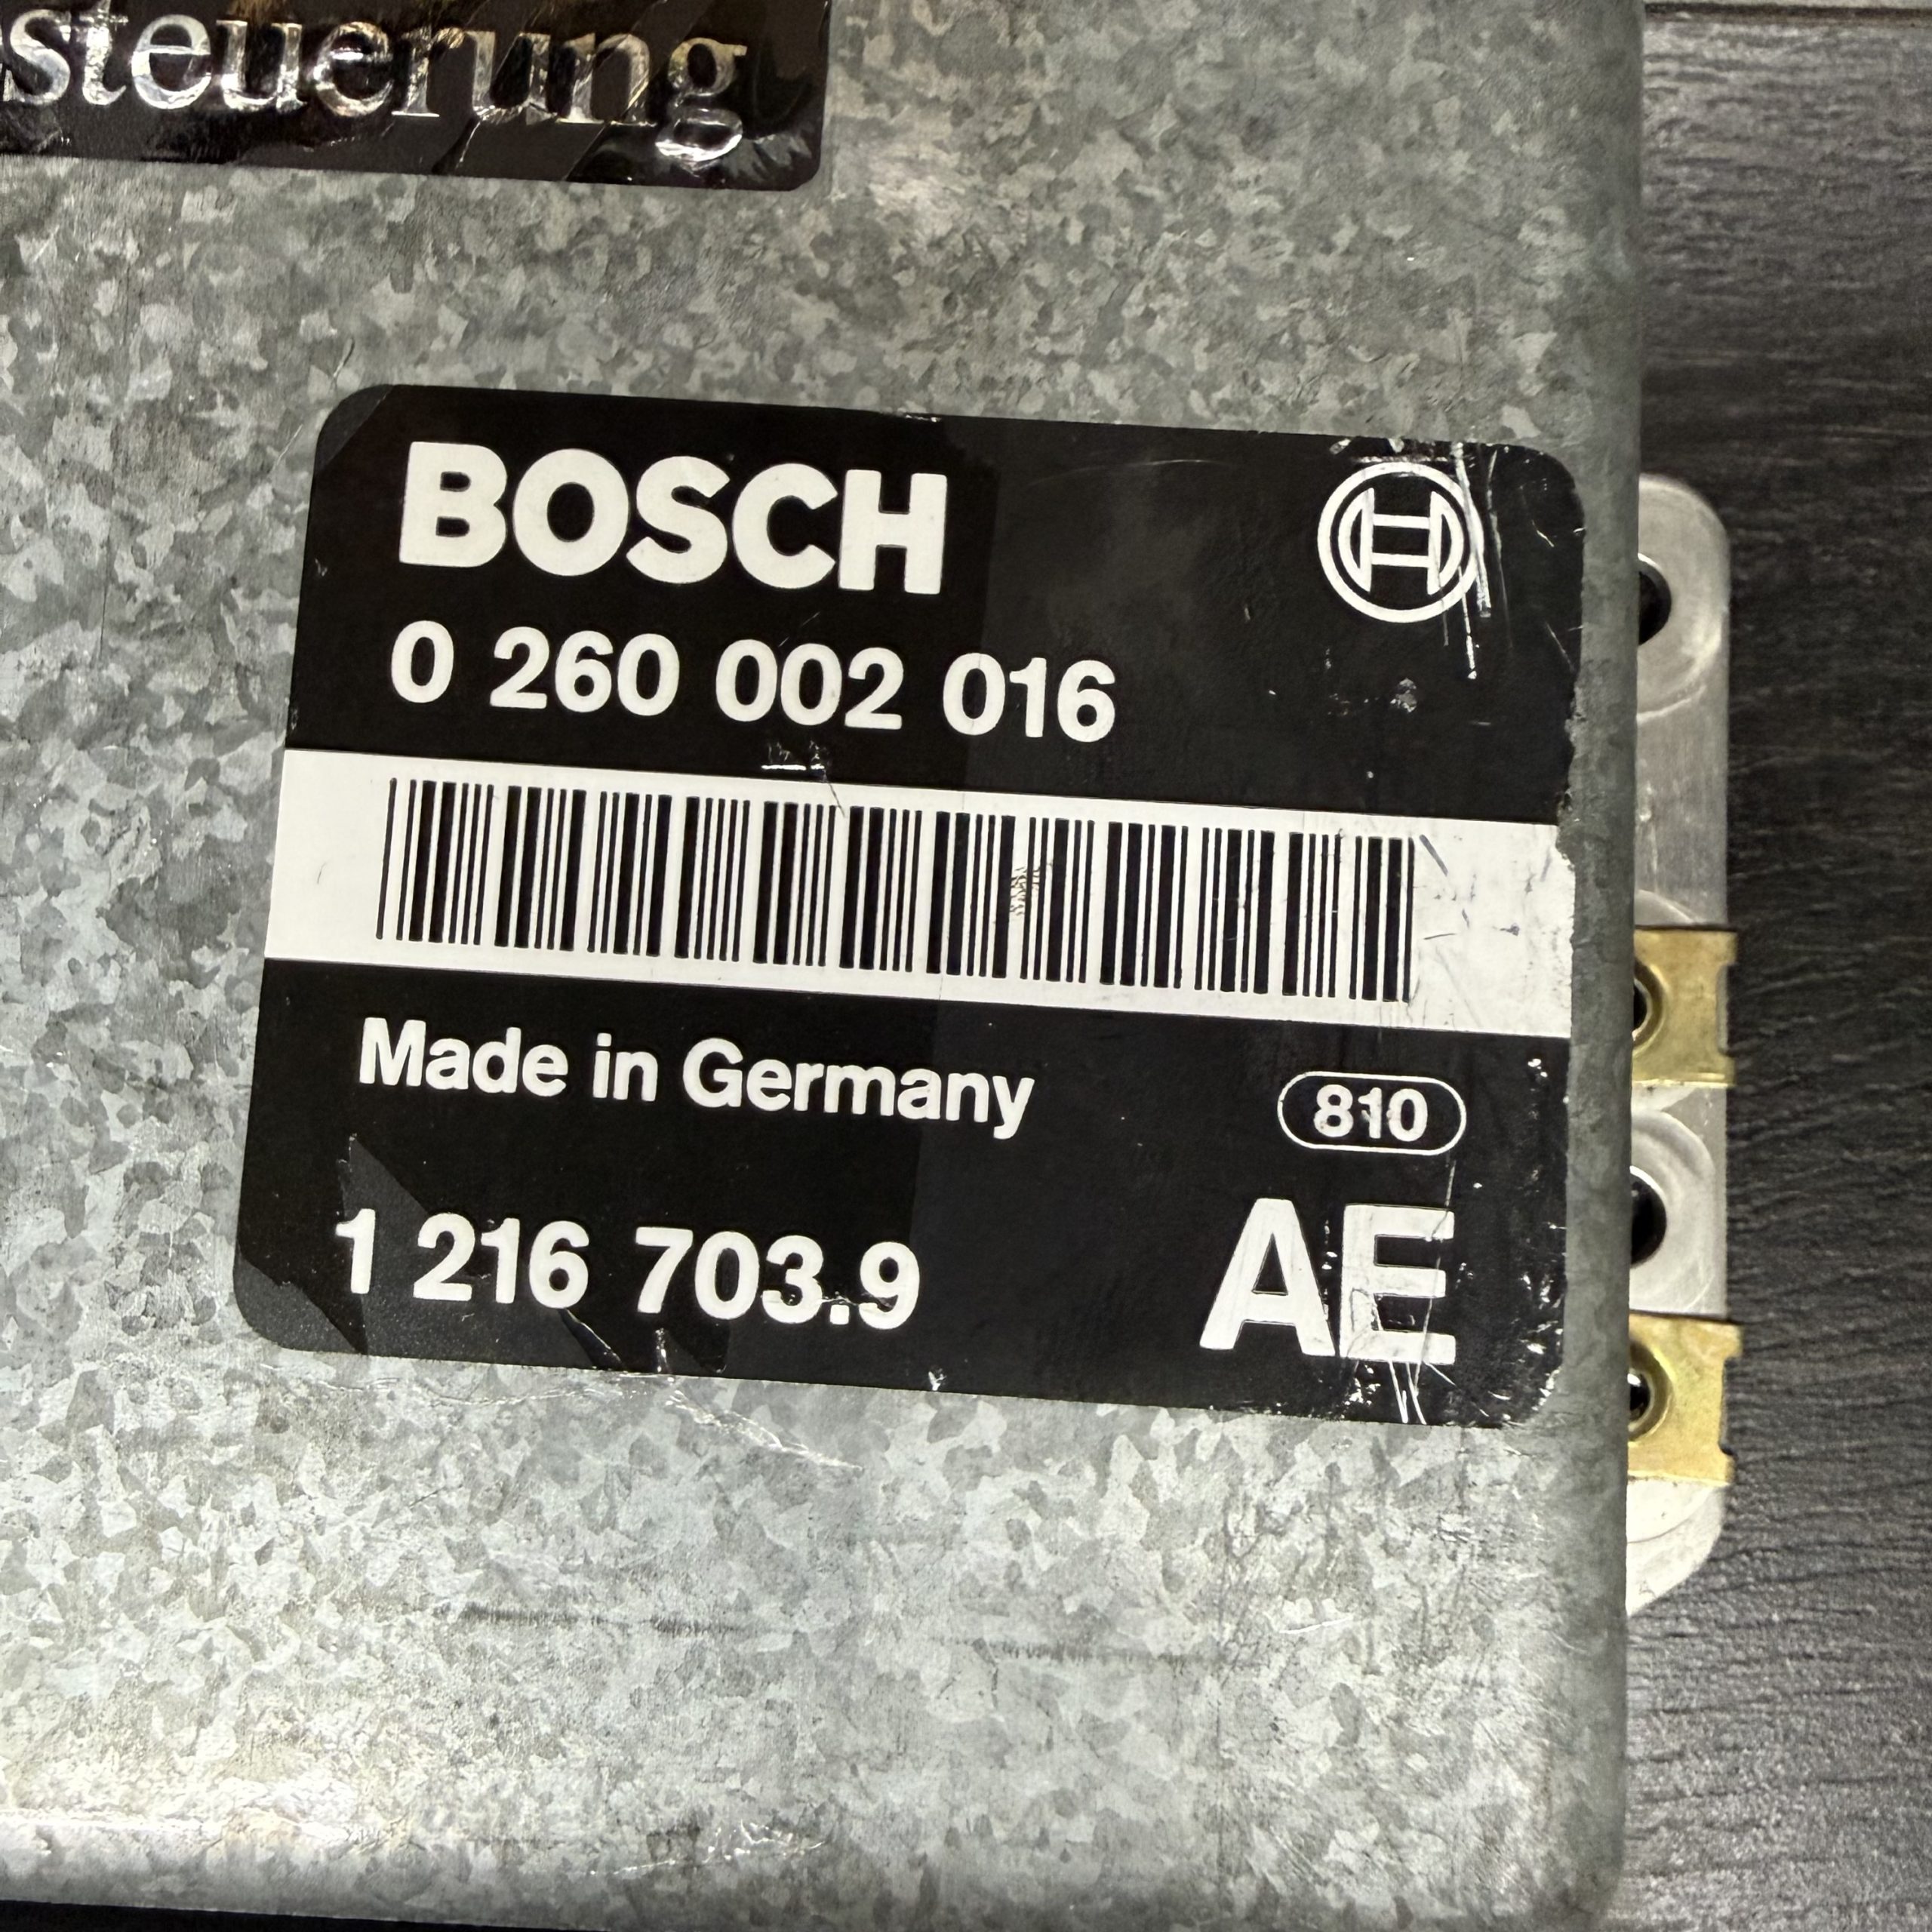 steuerung
BOSCH
0 260 002 016
Made in Germany
810
1 216 703.9 AE